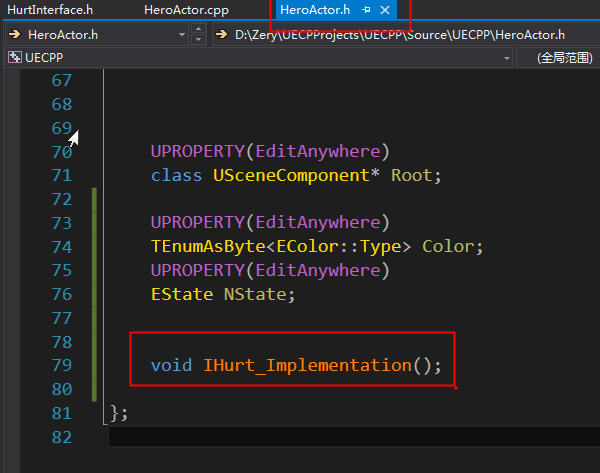 HurtInterface.h HeroActor.cpp HeroActor.h
HeroActor.h D:\Zery\UECPProjects\UECPP\Source\UECPP\HeroActor.h
UECPP (全局范围)
67
68
69
70 UPROPERTY(EditAnywhere)
71 class USceneComponent* Root;
72
73 UPROPERTY(EditAnywhere)
74 TEnumAsByte<EColor::Type> Color;
75 UPROPERTY(EditAnywhere)
76 EState NState;
77
78
79 void IHurt_Implementation();
80
81 };
82